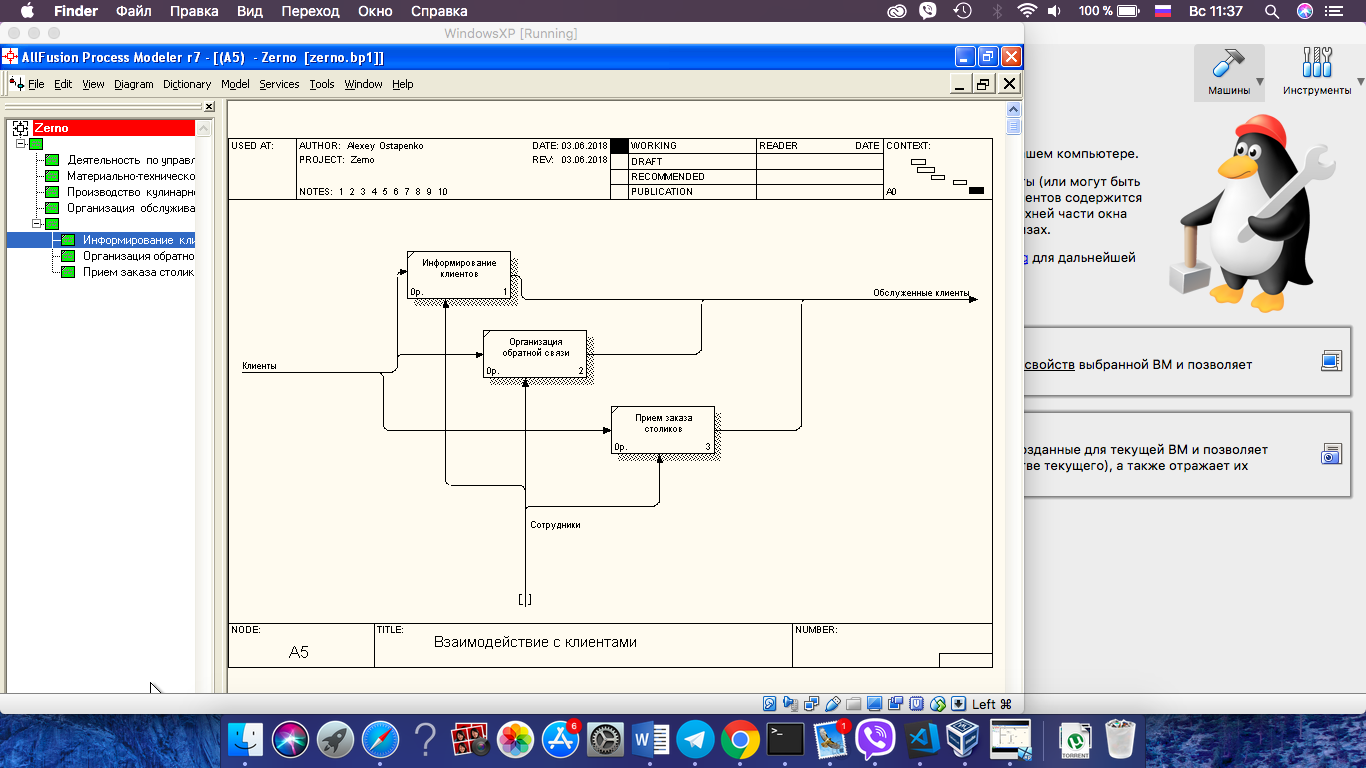 Finder Файл Правка Вид Переход Окно Справка 100 % Вс 11:37
WindowsXP [Running]
AllFusion Process Modeler r7 - [(A5) - Zerno [zerno.bp1]]
File Edit View Diagram Dictionary Model Services Tools Window Help
Zerno
Деятельность по управл
Материально-техническо
Производство кулинарн
Организация обслужива
Информирование кли
Организация обратно
Прием заказа столик
USED AT:
AUTHOR: Alexey Ostapenko
PROJECT: Zerno
NOTES: 1 2 3 4 5 6 7 8 9 10
DATE: 03.06.2018
REV: 03.06.2018
WORKING
DRAFT
RECOMMENDED
PUBLICATION
READER DATE
CONTEXT:
A0
Информирование
клиентов
0р. 1
Обслуженные клиенты
Организация
обратной связи
0р. 2
Клиенты
Прием заказа
столиков
0р. 3
Сотрудники
[ ]
NODE:
A5
TITLE:
Взаимодействие с клиентами
NUMBER:
Машины
Инструменты
шем компьютере.
ы (или могут быть
ентов содержится
хней части окна
зах.
g для дальнейшей
свойств выбранной ВМ и позволяет
озданные для текущей ВМ и позволяет
тве текущего), а также отражает их
Left ⌘
6
1
TORRENT